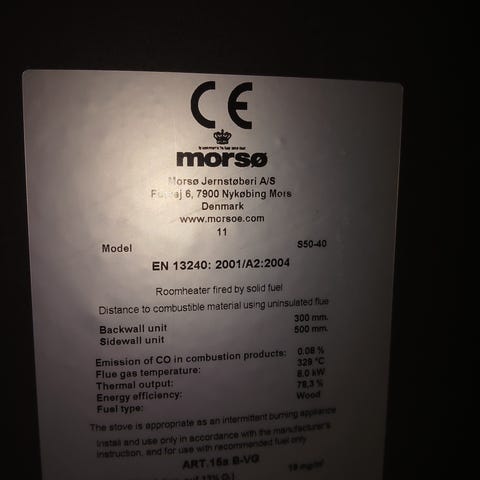 CE
morsø
Morsø Jernstøberi A/S
6, 7900 Nykøbing Mors
Denmark
www.morsoe.com
11
Model S50-40
EN 13240: 2001/A2:2004
Roomheater fired by solid fuel
Distance to combustible material using uninsulated flue
Backwall unit 300 mm.
Sidewall unit 500 mm.
Emission of CO in combustion products: 0.08 %
Flue gas temperature: 329 °C
Thermal output: 8.0 kW
Energy efficiency: 78,3 %
Fuel type: Wood
The stove is appropriate as an intermittent burning appliance
Install and use only in accordance with the manufacturer's
instruction, and for use with recommended fuel only
ART.15a B-VG